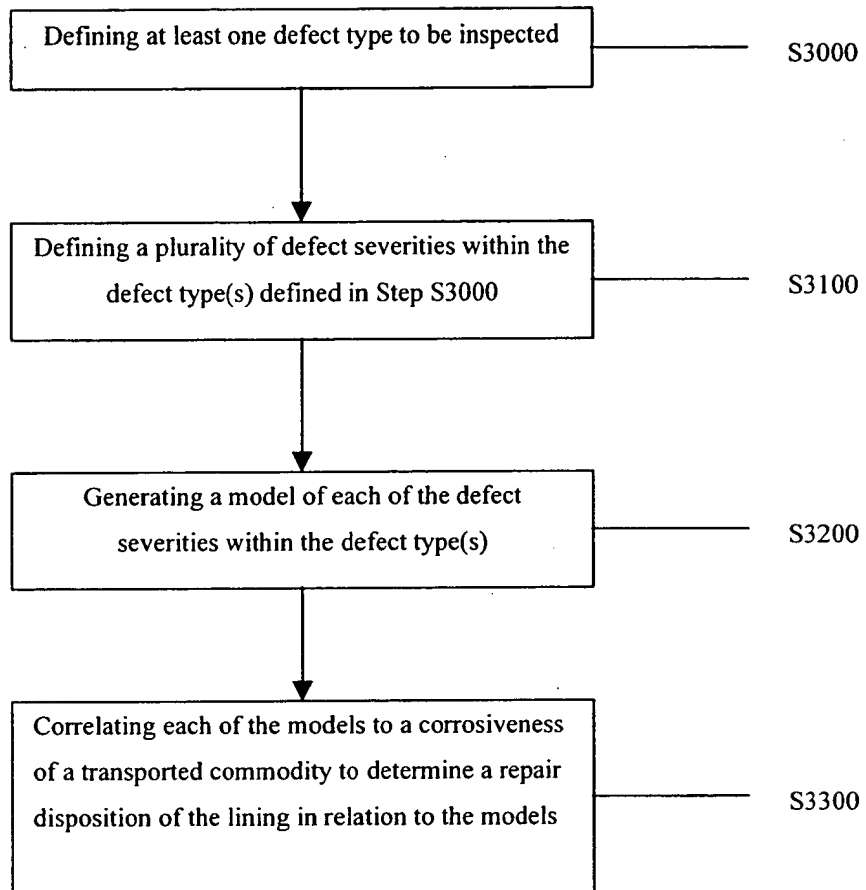 Defining at least one defect type to be inspected
S3000
Defining a plurality of defect severities within the
defect type(s) defined in Step S3000
S3100
Generating a model of each of the defect
severities within the defect type(s)
S3200
Correlating each of the models to a corrosiveness
of a transported commodity to determine a repair
disposition of the lining in relation to the models
S3300